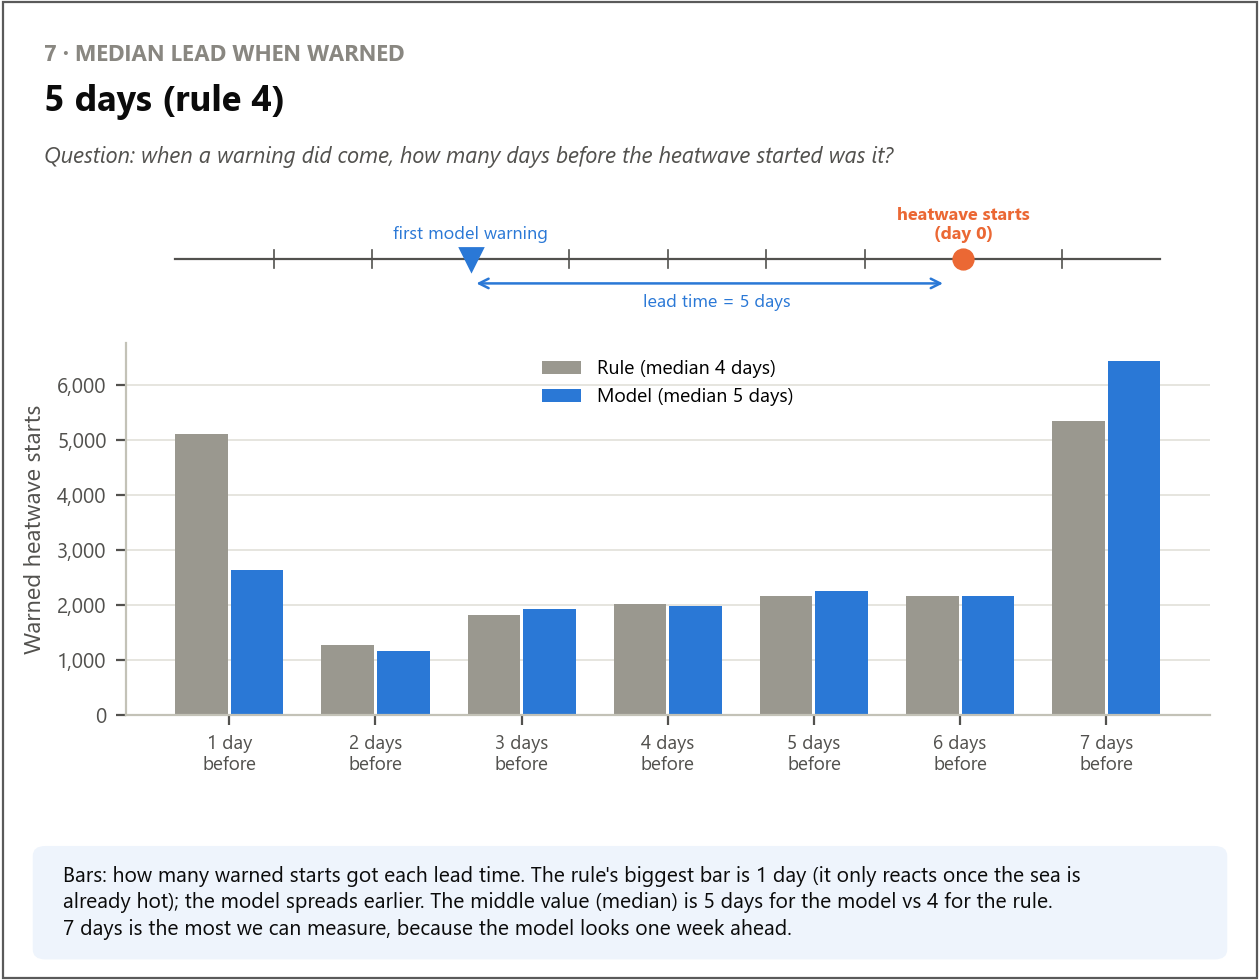 7 · MEDIAN LEAD WHEN WARNED
5 days (rule 4)
Question: when a warning did come, how many days before the heatwave started was it?
heatwave starts
(day 0)
first model warning
lead time = 5 days
Rule (median 4 days)
Model (median 5 days)
Warned heatwave starts
6,000
5,000
4,000
3,000
2,000
1,000
0
1 day
before
2 days
before
3 days
before
4 days
before
5 days
before
6 days
before
7 days
before
Bars: how many warned starts got each lead time. The rule's biggest bar is 1 day (it only reacts once the sea is
already hot); the model spreads earlier. The middle value (median) is 5 days for the model vs 4 for the rule.
7 days is the most we can measure, because the model looks one week ahead.